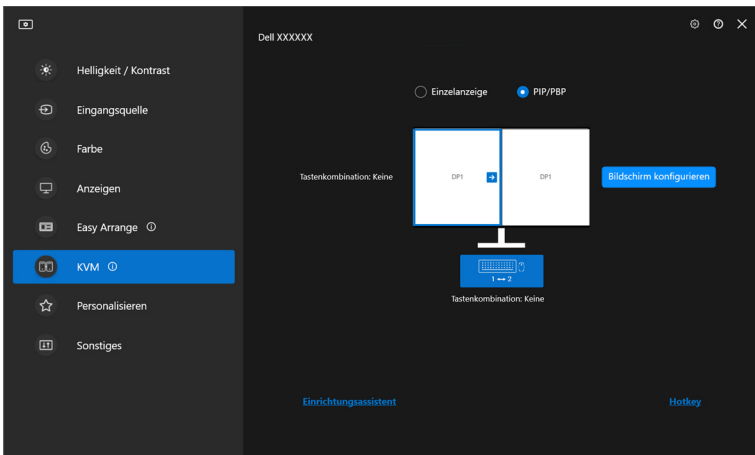 Dell XXXXXX
Helligkeit / Kontrast
Eingangsquelle
Farbe
Anzeigen
Easy Arrange
KVM
Personalisieren
Sonstiges
Einzelanzeige
PIP/PBP
Tastenkombination: Keine
DP1
DP1
Bildschirm konfigurieren
1 ↔ 2
Tastenkombination: Keine
Einrichtungsassistent
Hotkey